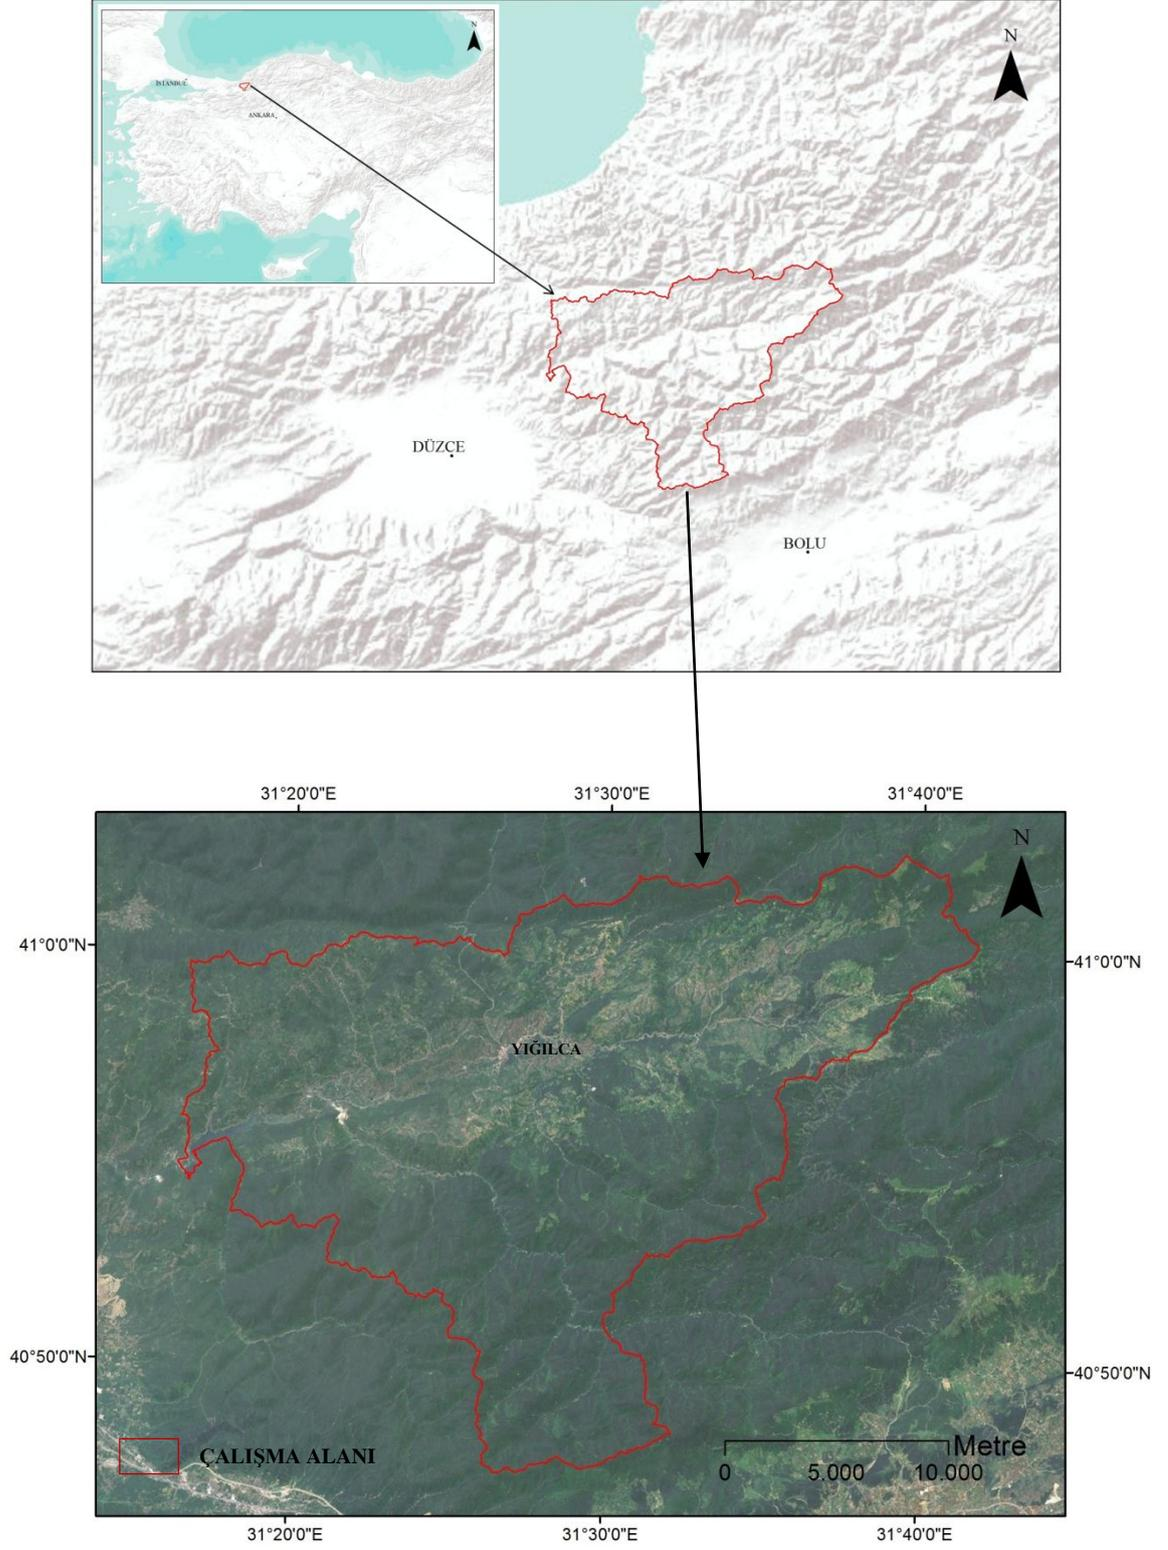 N
İSTANBUL
ANKARA
N
DÜZCE
BOLU
31°20'0"E
31°30'0"E
31°40'0"E
N
41°0'0"N
41°0'0"N
YIĞILCA
40°50'0"N
40°50'0"N
ÇALIŞMA ALANI
Metre
0
5.000
10.000
31°20'0"E
31°30'0"E
31°40'0"E